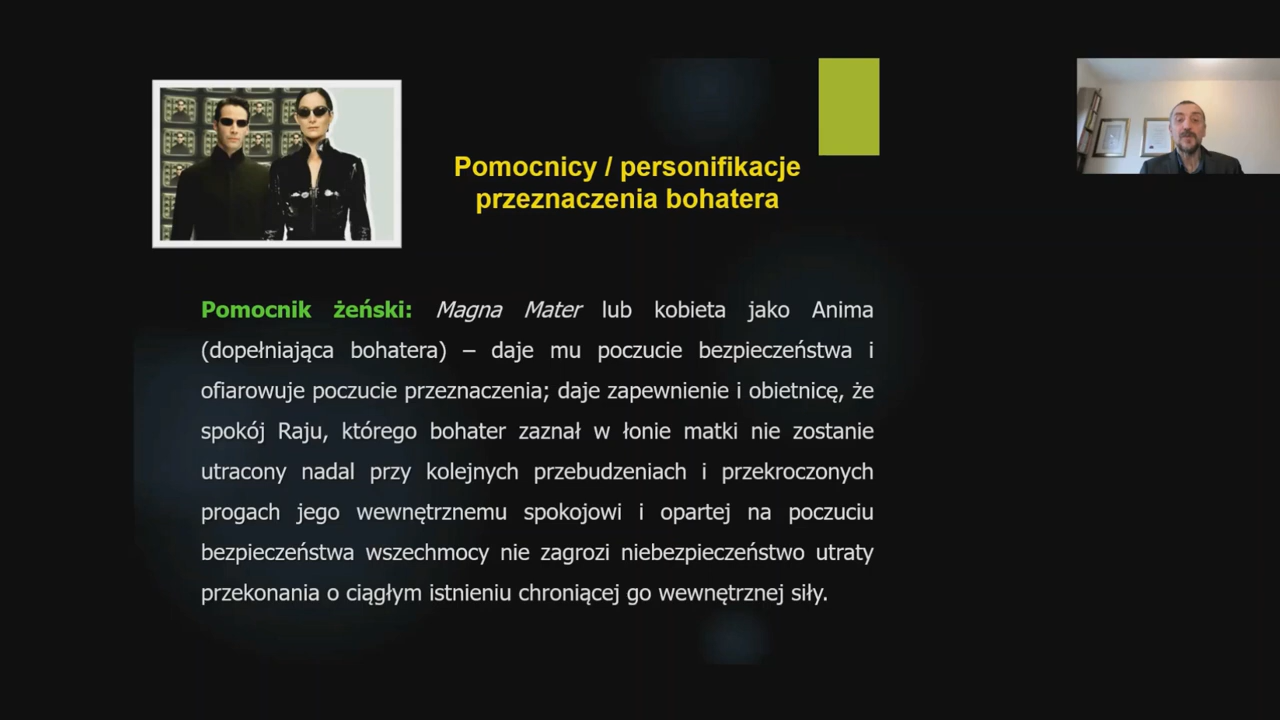 Pomocnicy / personifikacje
przeznaczenia bohatera
Pomocnik żeński: Magna Mater lub kobieta jako Anima
(dopełniająca bohatera) – daje mu poczucie bezpieczeństwa i
ofiarowuje poczucie przeznaczenia; daje zapewnienie i obietnicę, że
spokój Raju, którego bohater zaznał w łonie matki nie zostanie
utracony nadal przy kolejnych przebudzeniach i przekroczonych
progach jego wewnętrznemu spokojowi i opartej na poczuciu
bezpieczeństwa wszechmocy nie zagrozi niebezpieczeństwo utraty
przekonania o ciągłym istnieniu chroniącej go wewnętrznej siły.